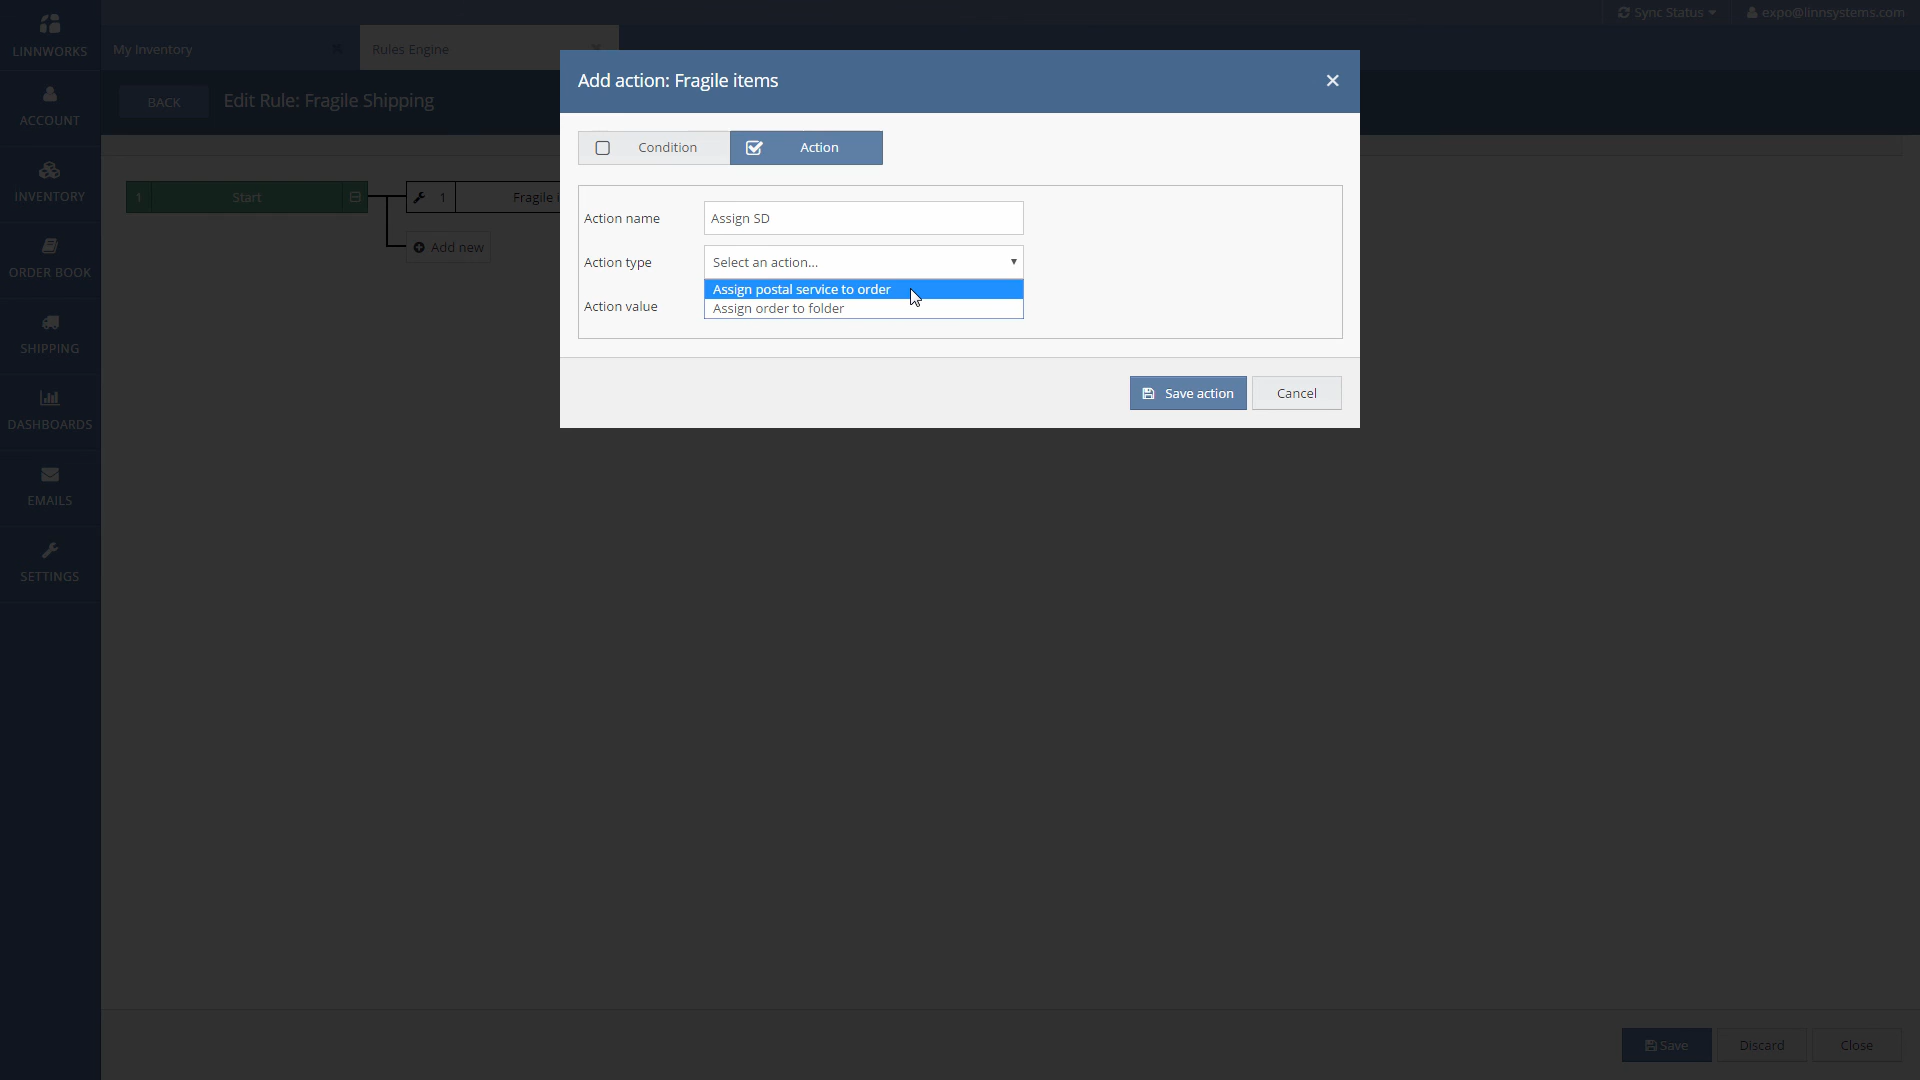 LINNWORKS
My Inventory
Rules Engine
Sync Status
expo@linnsystems.com
BACK
Edit Rule: Fragile Shipping
ACCOUNT
INVENTORY
ORDER BOOK
SHIPPING
DASHBOARDS
EMAILS
SETTINGS
1 Start
1 Fragile
Add new
Add action: Fragile items
Condition
Action
Action name
Assign SD
Action type
Select an action...
Assign postal service to order
Assign order to folder
Action value
Save action
Cancel
Save
Discard
Close